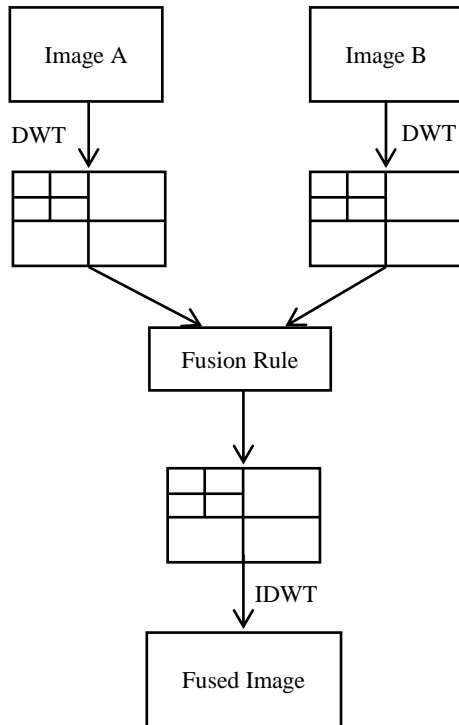 Image A
Image B
DWT
DWT
Fusion Rule
IDWT
Fused Image